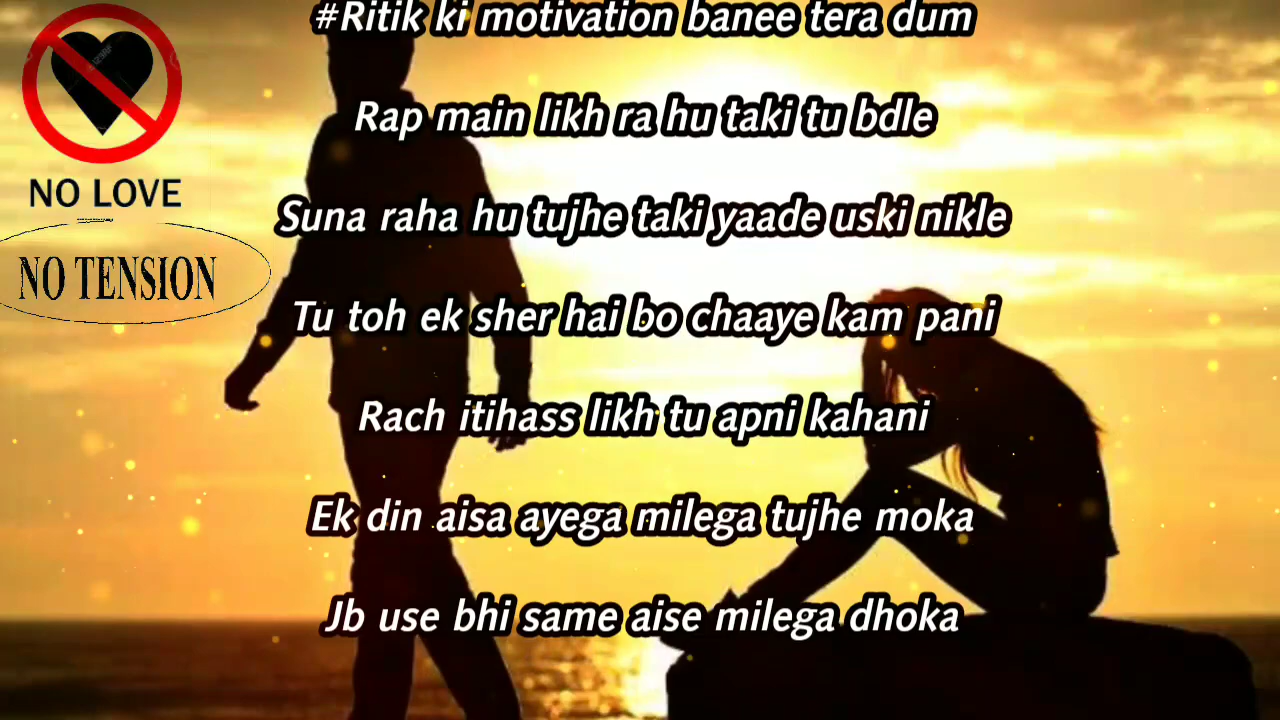 #Ritik ki motivation banee tera dum
Rap main likh ra hu taki tu bdle
NO LOVE
Suna raha hu tujhe taki yaade uski nikle
NO TENSION
Tu toh ek sher hai bo chaaye kam pani
Rach itihass likh tu apni kahani
Ek din aisa ayega milega tujhe moka
Jb use bhi same aise milega dhoka